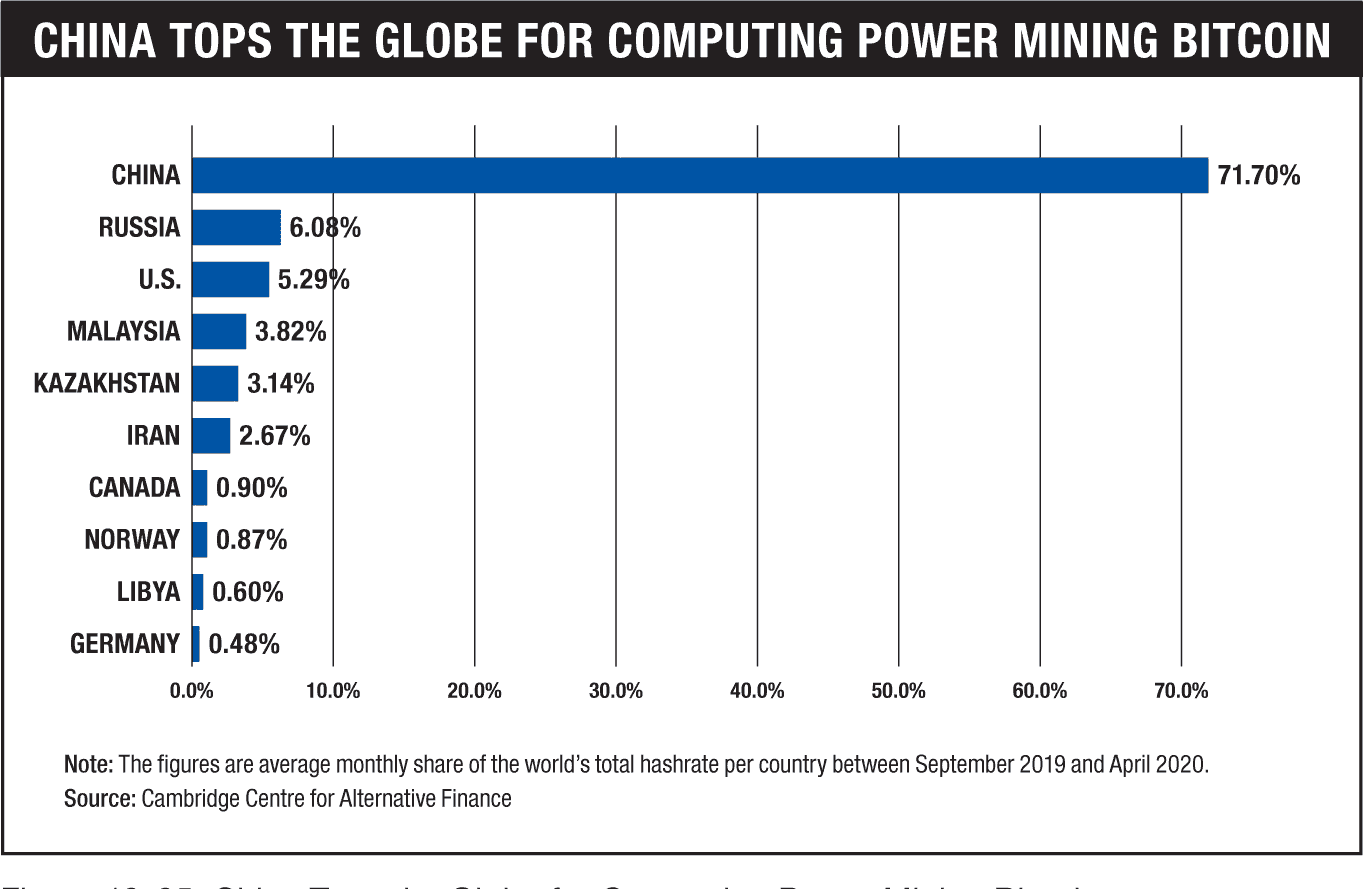 CHINA TOPS THE GLOBE FOR COMPUTING POWER MINING BITCOIN
CHINA 71.70%
RUSSIA 6.08%
U.S. 5.29%
MALAYSIA 3.82%
KAZAKHSTAN 3.14%
IRAN 2.67%
CANADA 0.90%
NORWAY 0.87%
LIBYA 0.60%
GERMANY 0.48%
0.0% 10.0% 20.0% 30.0% 40.0% 50.0% 60.0% 70.0%
Note: The figures are average monthly share of the world’s total hashrate per country between September 2019 and April 2020.
Source: Cambridge Centre for Alternative Finance